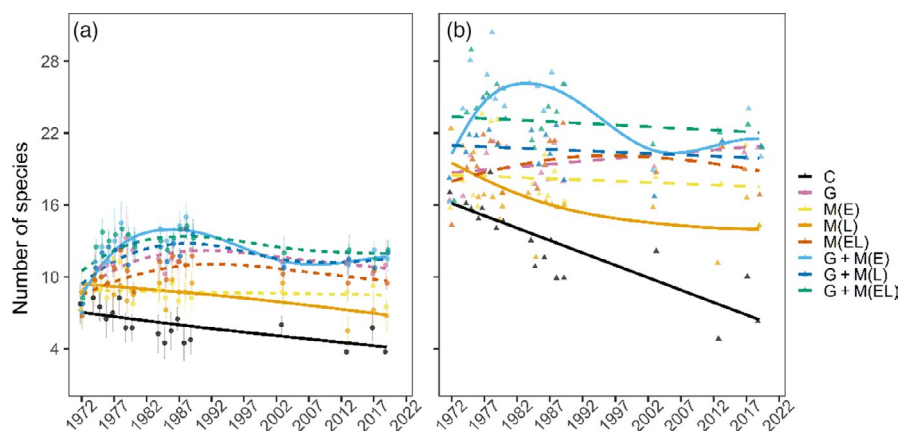 (a)
(b)
Number of species
28
22
16
10
4
1972 1977 1982 1987 1992 1997 2002 2007 2012 2017 2022
1972 1977 1982 1987 1992 1997 2002 2007 2012 2017 2022
C
G
M(E)
M(L)
M(EL)
G + M(E)
G + M(L)
G + M(EL)